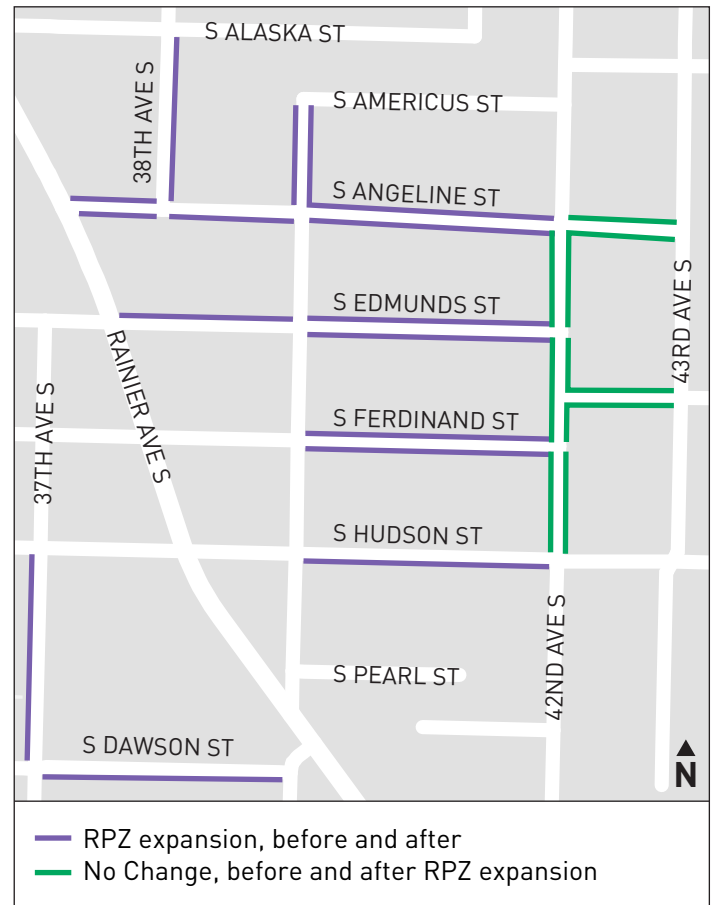 S ALASKA ST
38TH AVE S
S AMERICUS ST
S ANGELINE ST
43RD AVE S
S EDMUNDS ST
RAINIER AVE S
37TH AVE S
S FERDINAND ST
S HUDSON ST
42ND AVE S
S PEARL ST
S DAWSON ST
N
RPZ expansion, before and after
No Change, before and after RPZ expansion